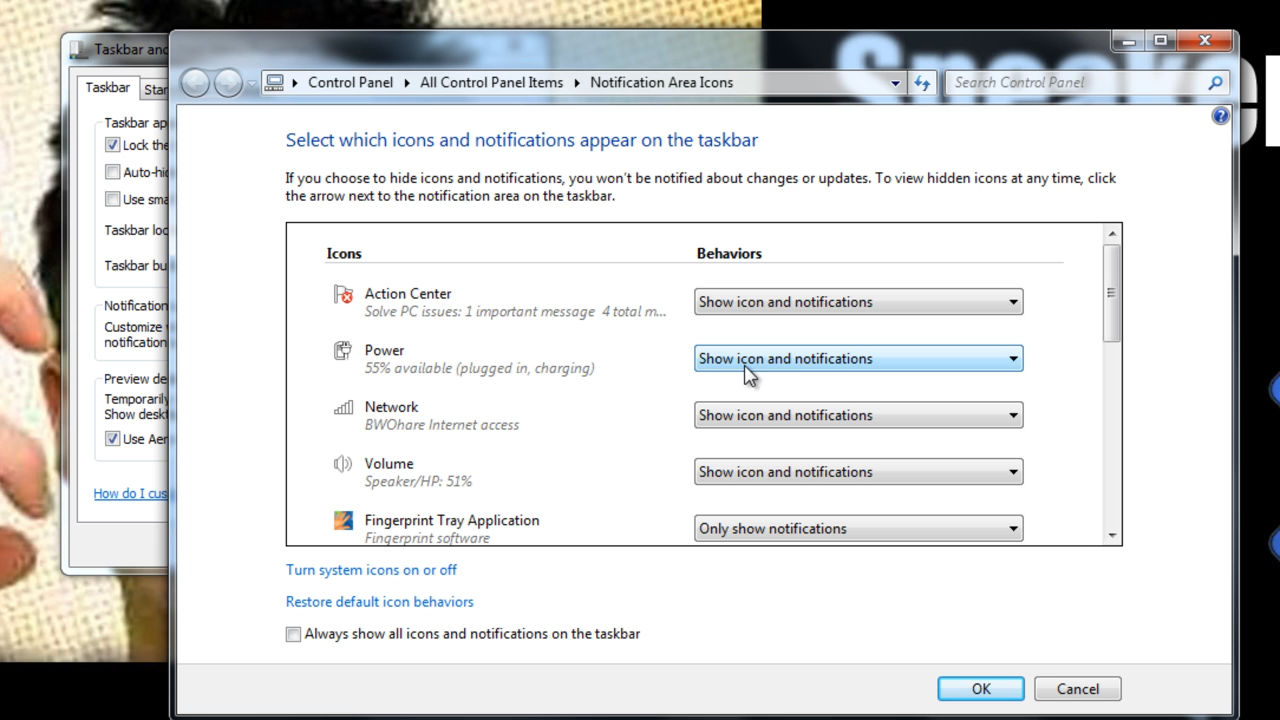 Taskbar and
Control Panel
All Control Panel Items
Notification Area Icons
Search Control Panel
Taskbar
Star
Taskbar ap
Lock the
Auto-hid
Use sma
Taskbar loc
Taskbar bu
Notification
Customize
notification
Preview de
Temporarily
Show deskt
Use Aer
How do I cus
Select which icons and notifications appear on the taskbar
If you choose to hide icons and notifications, you won't be notified about changes or updates. To view hidden icons at any time, click
the arrow next to the notification area on the taskbar.
Icons
Behaviors
Action Center
Solve PC issues: 1 important message 4 total m...
Show icon and notifications
Power
55% available (plugged in, charging)
Show icon and notifications
Network
BWOhare Internet access
Show icon and notifications
Volume
Speaker/HP: 51%
Show icon and notifications
Fingerprint Tray Application
Fingerprint software
Only show notifications
Turn system icons on or off
Restore default icon behaviors
Always show all icons and notifications on the taskbar
OK
Cancel